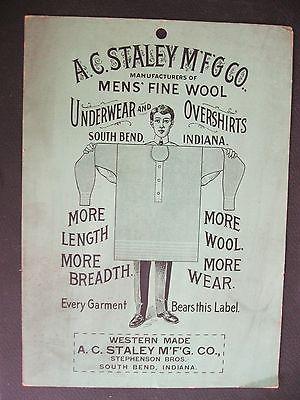 A.C. STALEY M'F'G CO.
MANUFACTURERS OF
MENS' FINE WOOL
UNDERWEAR AND OVERSHIRTS
SOUTH BEND, INDIANA.
MORE LENGTH
MORE BREADTH.
MORE WOOL.
MORE WEAR.
Every Garment Bears this Label.
WESTERN MADE
A. C. STALEY M'F'G. CO.,
STEPHENSON BROS.
SOUTH BEND, INDIANA.